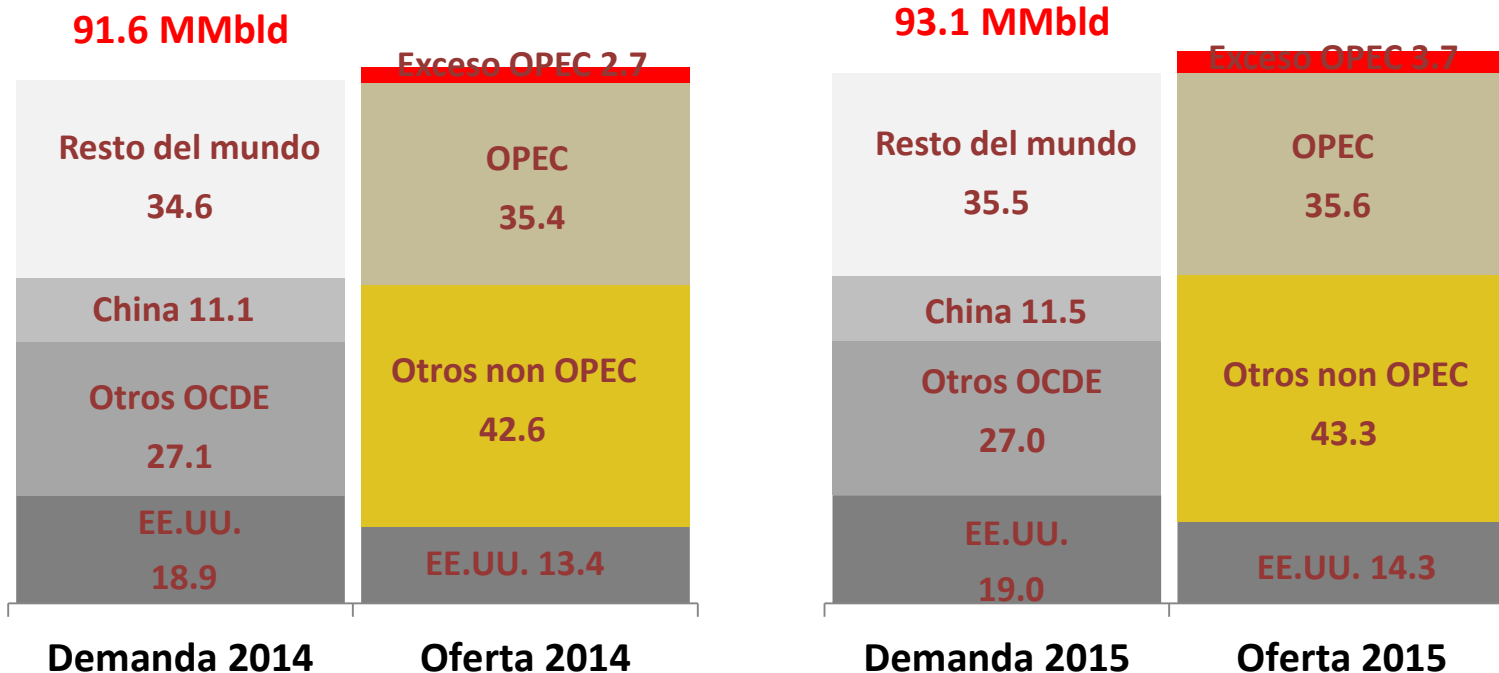 91.6 MMbld
Exceso OPEC 2.7
Resto del mundo
34.6
OPEC
35.4
China 11.1
Otros non OPEC
42.6
Otros OCDE
27.1
EE.UU.
18.9
EE.UU. 13.4
Demanda 2014
Oferta 2014
93.1 MMbld
Exceso OPEC 3.7
Resto del mundo
35.5
OPEC
35.6
China 11.5
Otros non OPEC
43.3
Otros OCDE
27.0
EE.UU.
19.0
EE.UU. 14.3
Demanda 2015
Oferta 2015